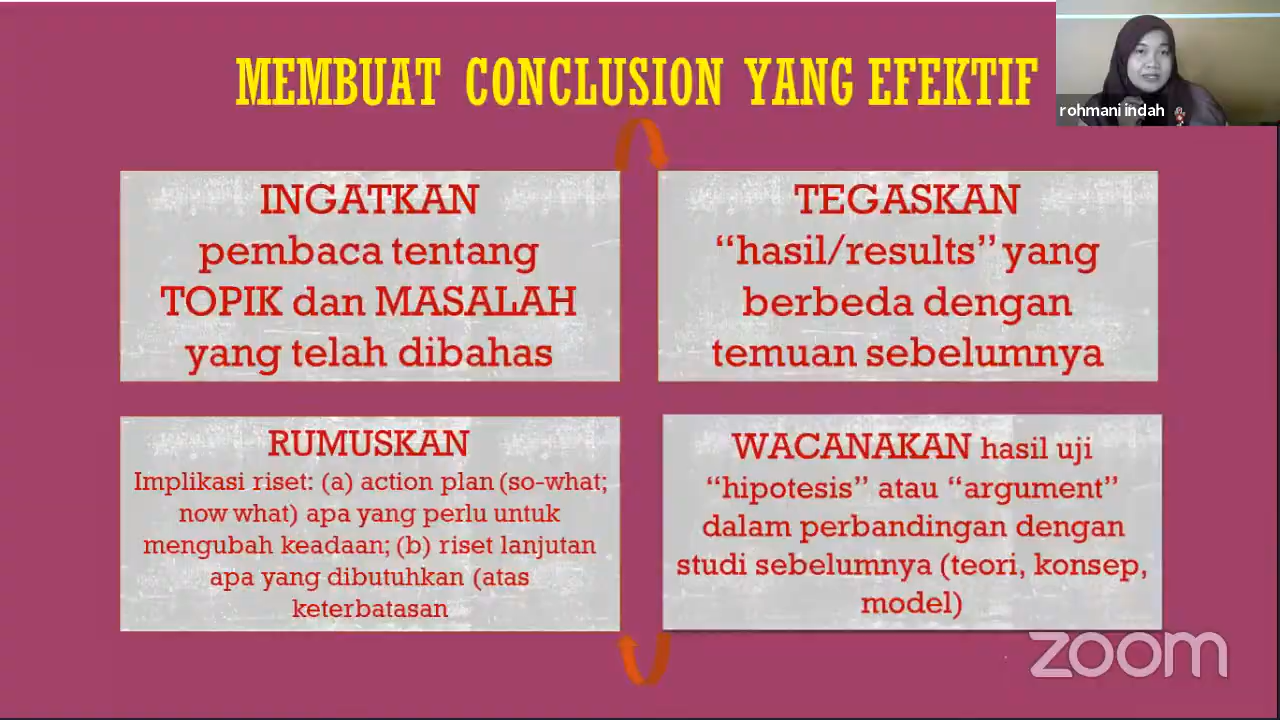 MEMBUAT CONCLUSION YANG EFEKTIF
rohmani indah
INGATKAN
pembaca tentang
TOPIK dan MASALAH
yang telah dibahas
TEGASKAN
“hasil/results” yang
berbeda dengan
temuan sebelumnya
RUMUSKAN
Implikasi riset: (a) action plan (so-what;
now what) apa yang perlu untuk
mengubah keadaan; (b) riset lanjutan
apa yang dibutuhkan (atas
keterbatasan
WACANAKAN hasil uji
“hipotesis” atau “argument”
dalam perbandingan dengan
studi sebelumnya (teori, konsep,
model)
zoom